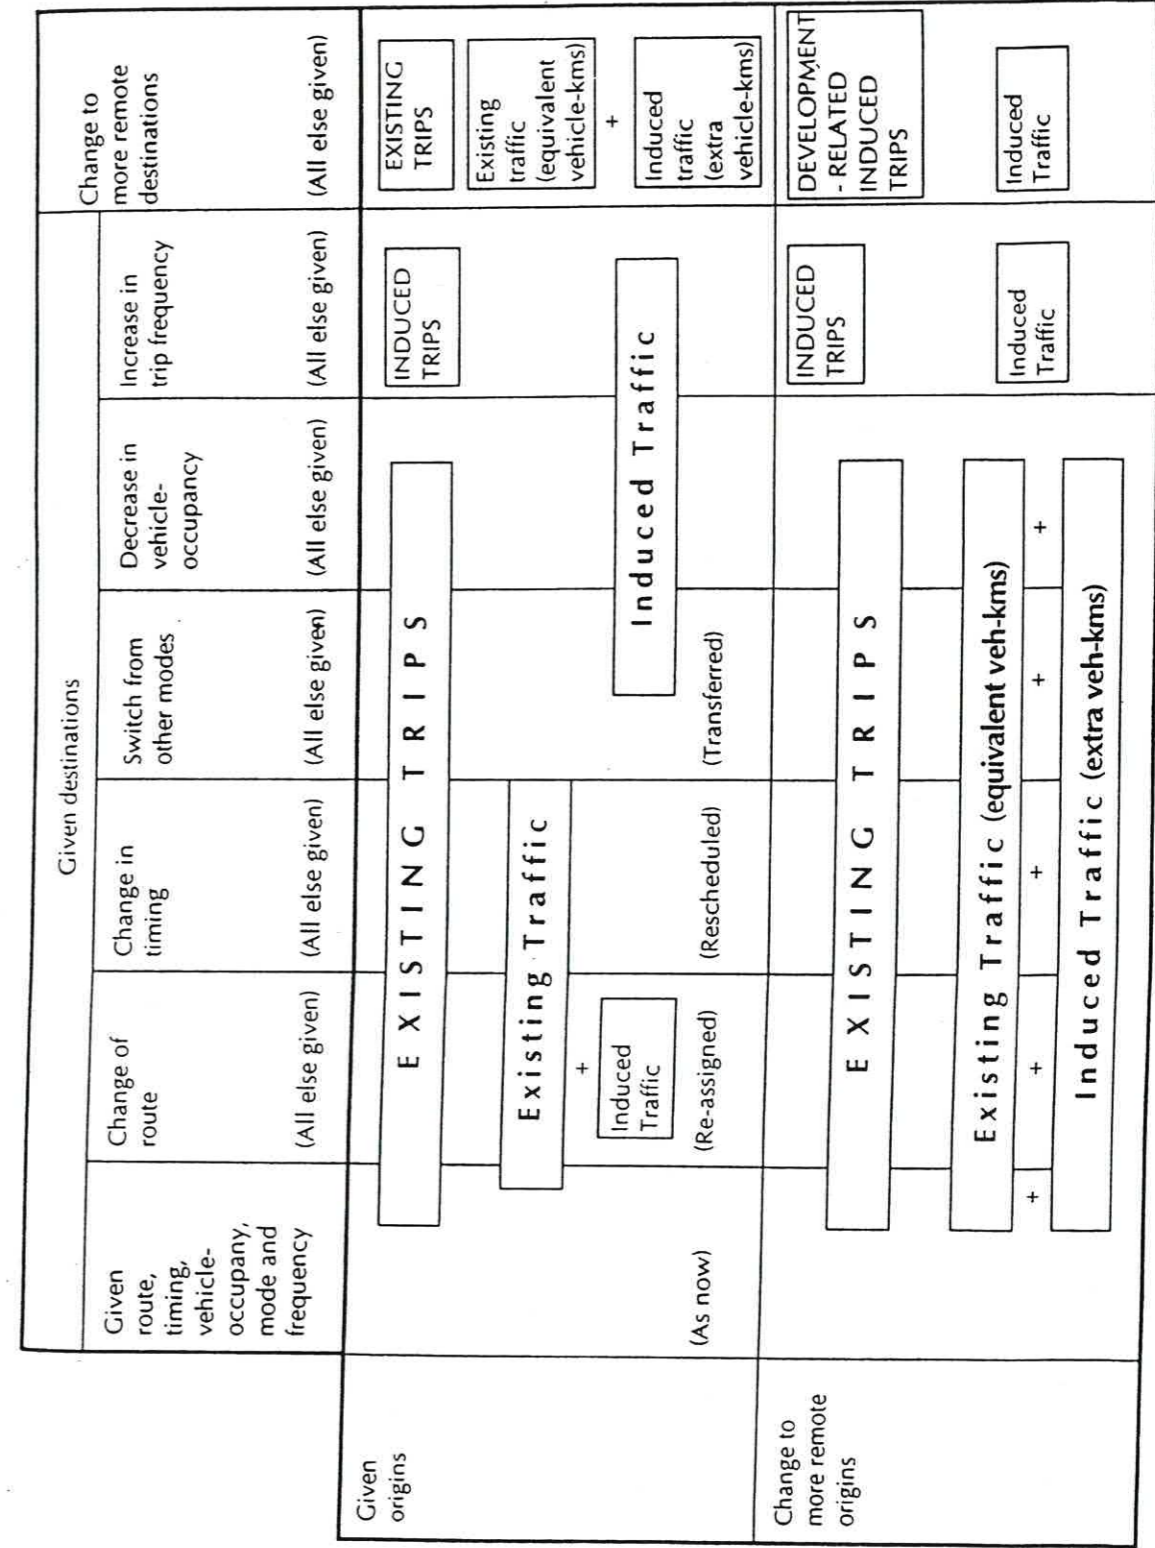 Given destinations
Given
route,
timing,
vehicle-
occupany,
mode and
frequency
Change of
route
(All else given)
Change in
timing
(All else given)
Switch from
other modes
(All else given)
Decrease in
vehicle-
occupancy
(All else given)
Increase in
trip frequency
(All else given)
Change to
more remote
destinations
(All else given)
Given
origins
EXISTING TRIPS
INDUCED
TRIPS
EXISTING
TRIPS
Existing Traffic
Existing
traffic
(equivalent
vehicle-kms)
+
+
Induced
Traffic
Induced Traffic
Induced
traffic
(extra
vehicle-kms)
(As now)
(Re-assigned)
(Rescheduled)
(Transferred)
Change to
more remote
origins
EXISTING TRIPS
INDUCED
TRIPS
DEVELOPMENT
- RELATED
INDUCED
TRIPS
Existing Traffic (equivalent veh-kms)
+ + + + +
Induced Traffic (extra veh-kms)
Induced
Traffic
Induced
Traffic